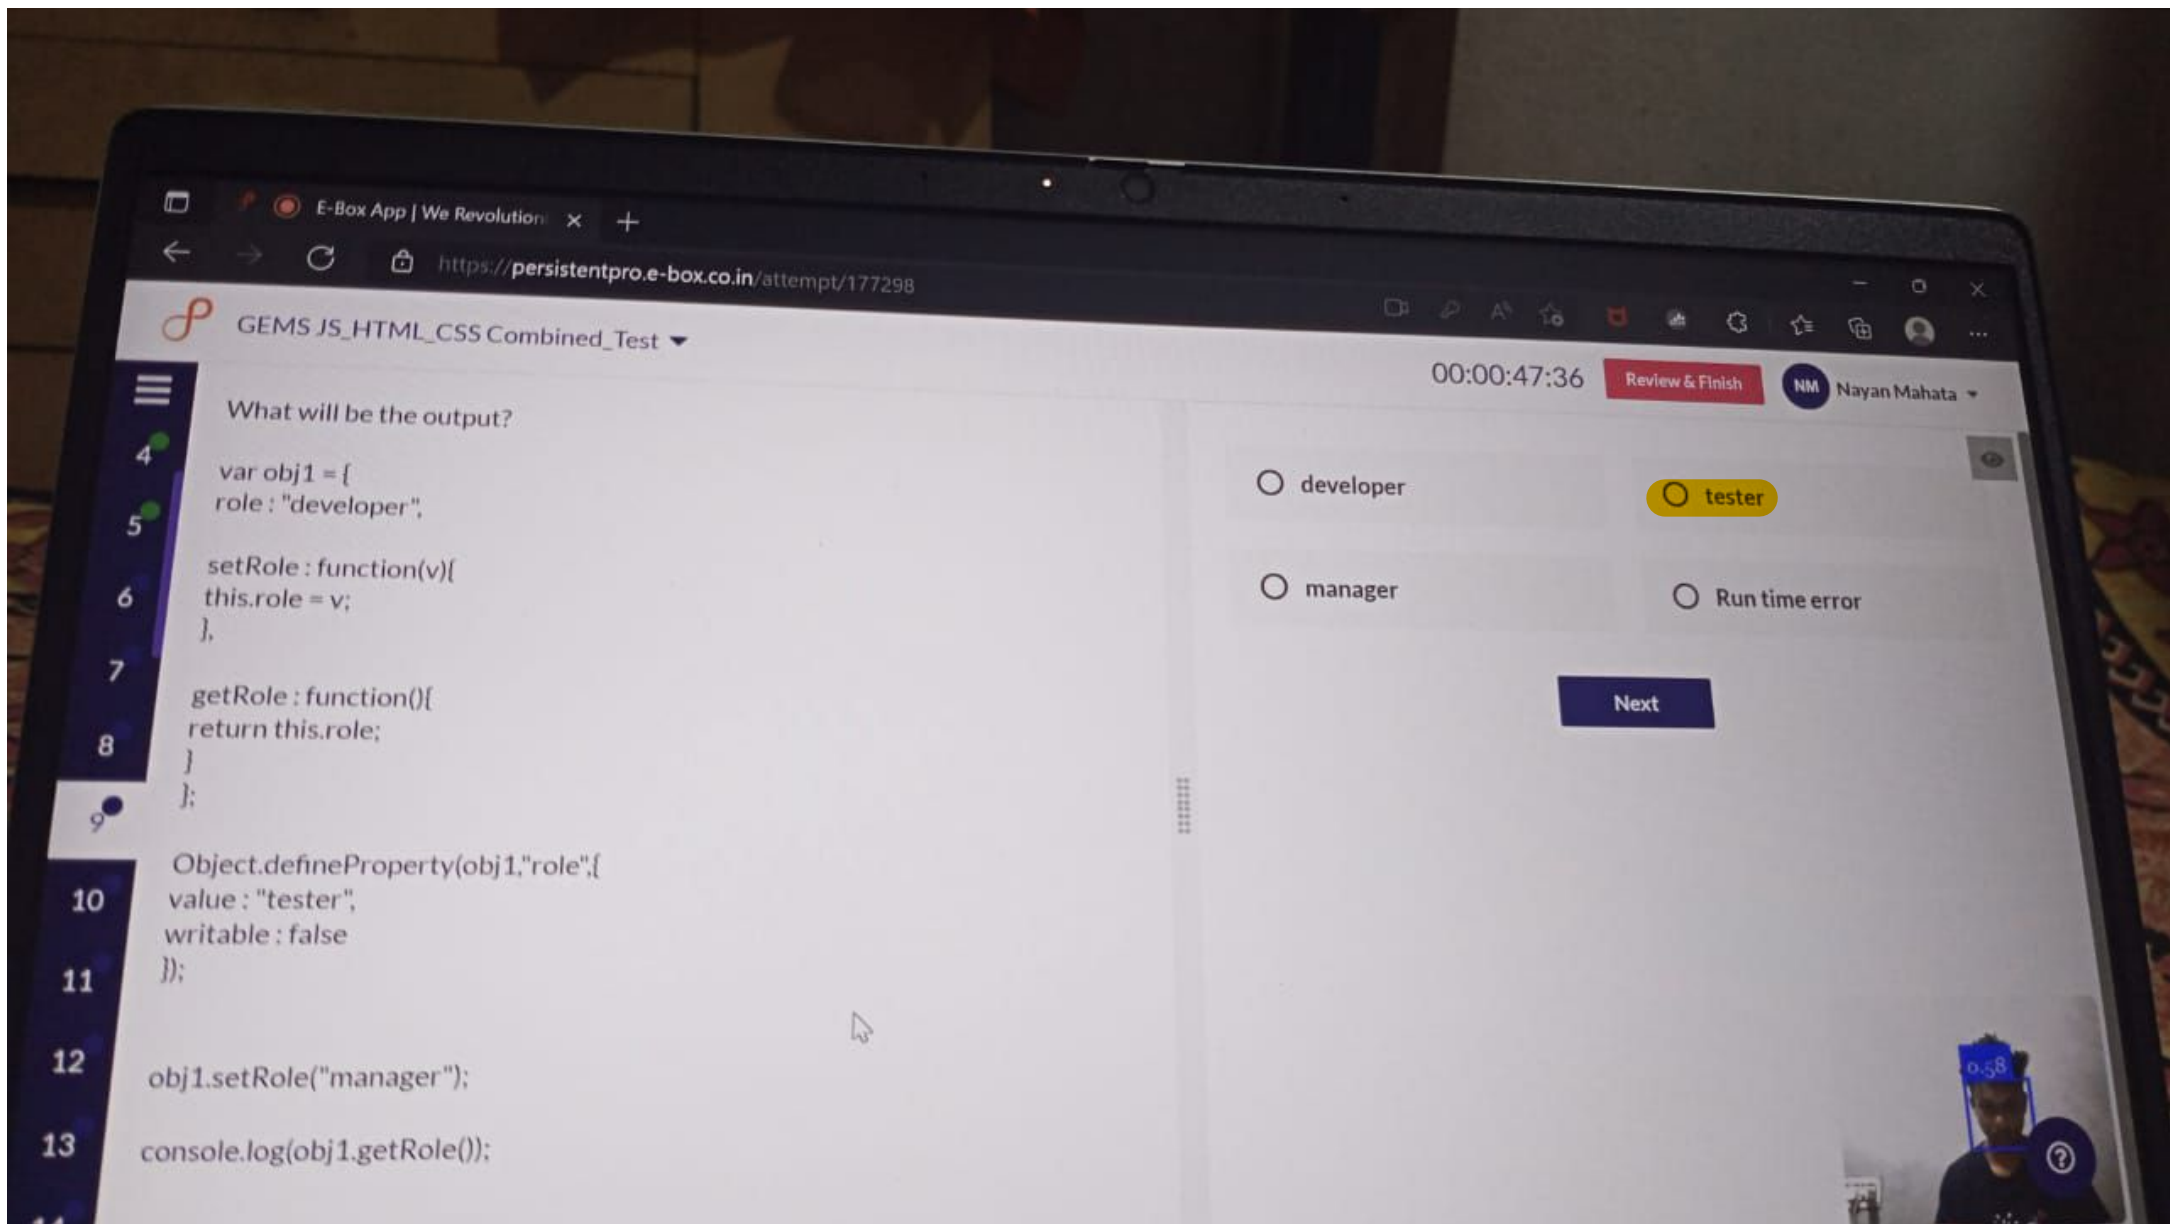 E-Box App | We Revolution
https://persistentpro.e-box.co.in/attempt/177298
GEMS JS_HTML_CSS Combined_Test
00:00:47:36
Review & Finish
NM
Nayan Mahata
What will be the output?
var obj1 = {
role : "developer",
setRole : function(v){
this.role = v;
},
getRole : function(){
return this.role;
}
};
Object.defineProperty(obj1,"role",{
value : "tester",
writable : false
});
obj1.setRole("manager");
console.log(obj1.getRole());
developer
tester
manager
Run time error
Next
4
5
6
7
8
9
10
11
12
13
0.58
?